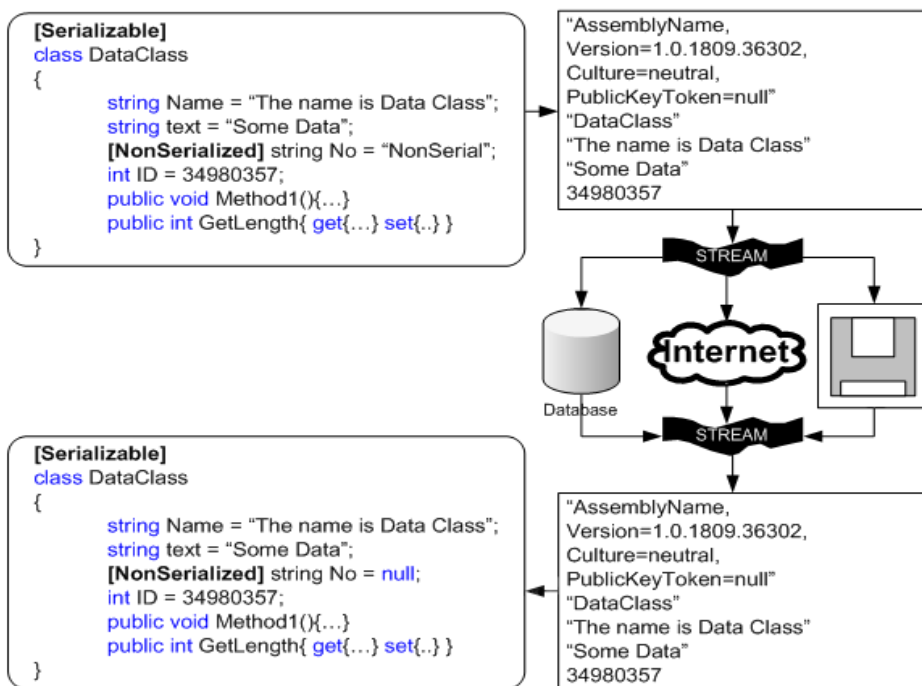 [Serializable]
class DataClass
{
string Name = “The name is Data Class”;
string text = “Some Data”;
[NonSerialized] string No = “NonSerial”;
int ID = 34980357;
public void Method1(){…}
public int GetLength{ get{…} set{..} }
}
“AssemblyName,
Version=1.0.1809.36302,
Culture=neutral,
PublicKeyToken=null”
“DataClass”
“The name is Data Class”
“Some Data”
34980357
STREAM
Internet
Database
STREAM
“AssemblyName,
Version=1.0.1809.36302,
Culture=neutral,
PublicKeyToken=null”
“DataClass”
“The name is Data Class”
“Some Data”
34980357
[Serializable]
class DataClass
{
string Name = “The name is Data Class”;
string text = “Some Data”;
[NonSerialized] string No = null;
int ID = 34980357;
public void Method1(){…}
public int GetLength{ get{…} set{..} }
}